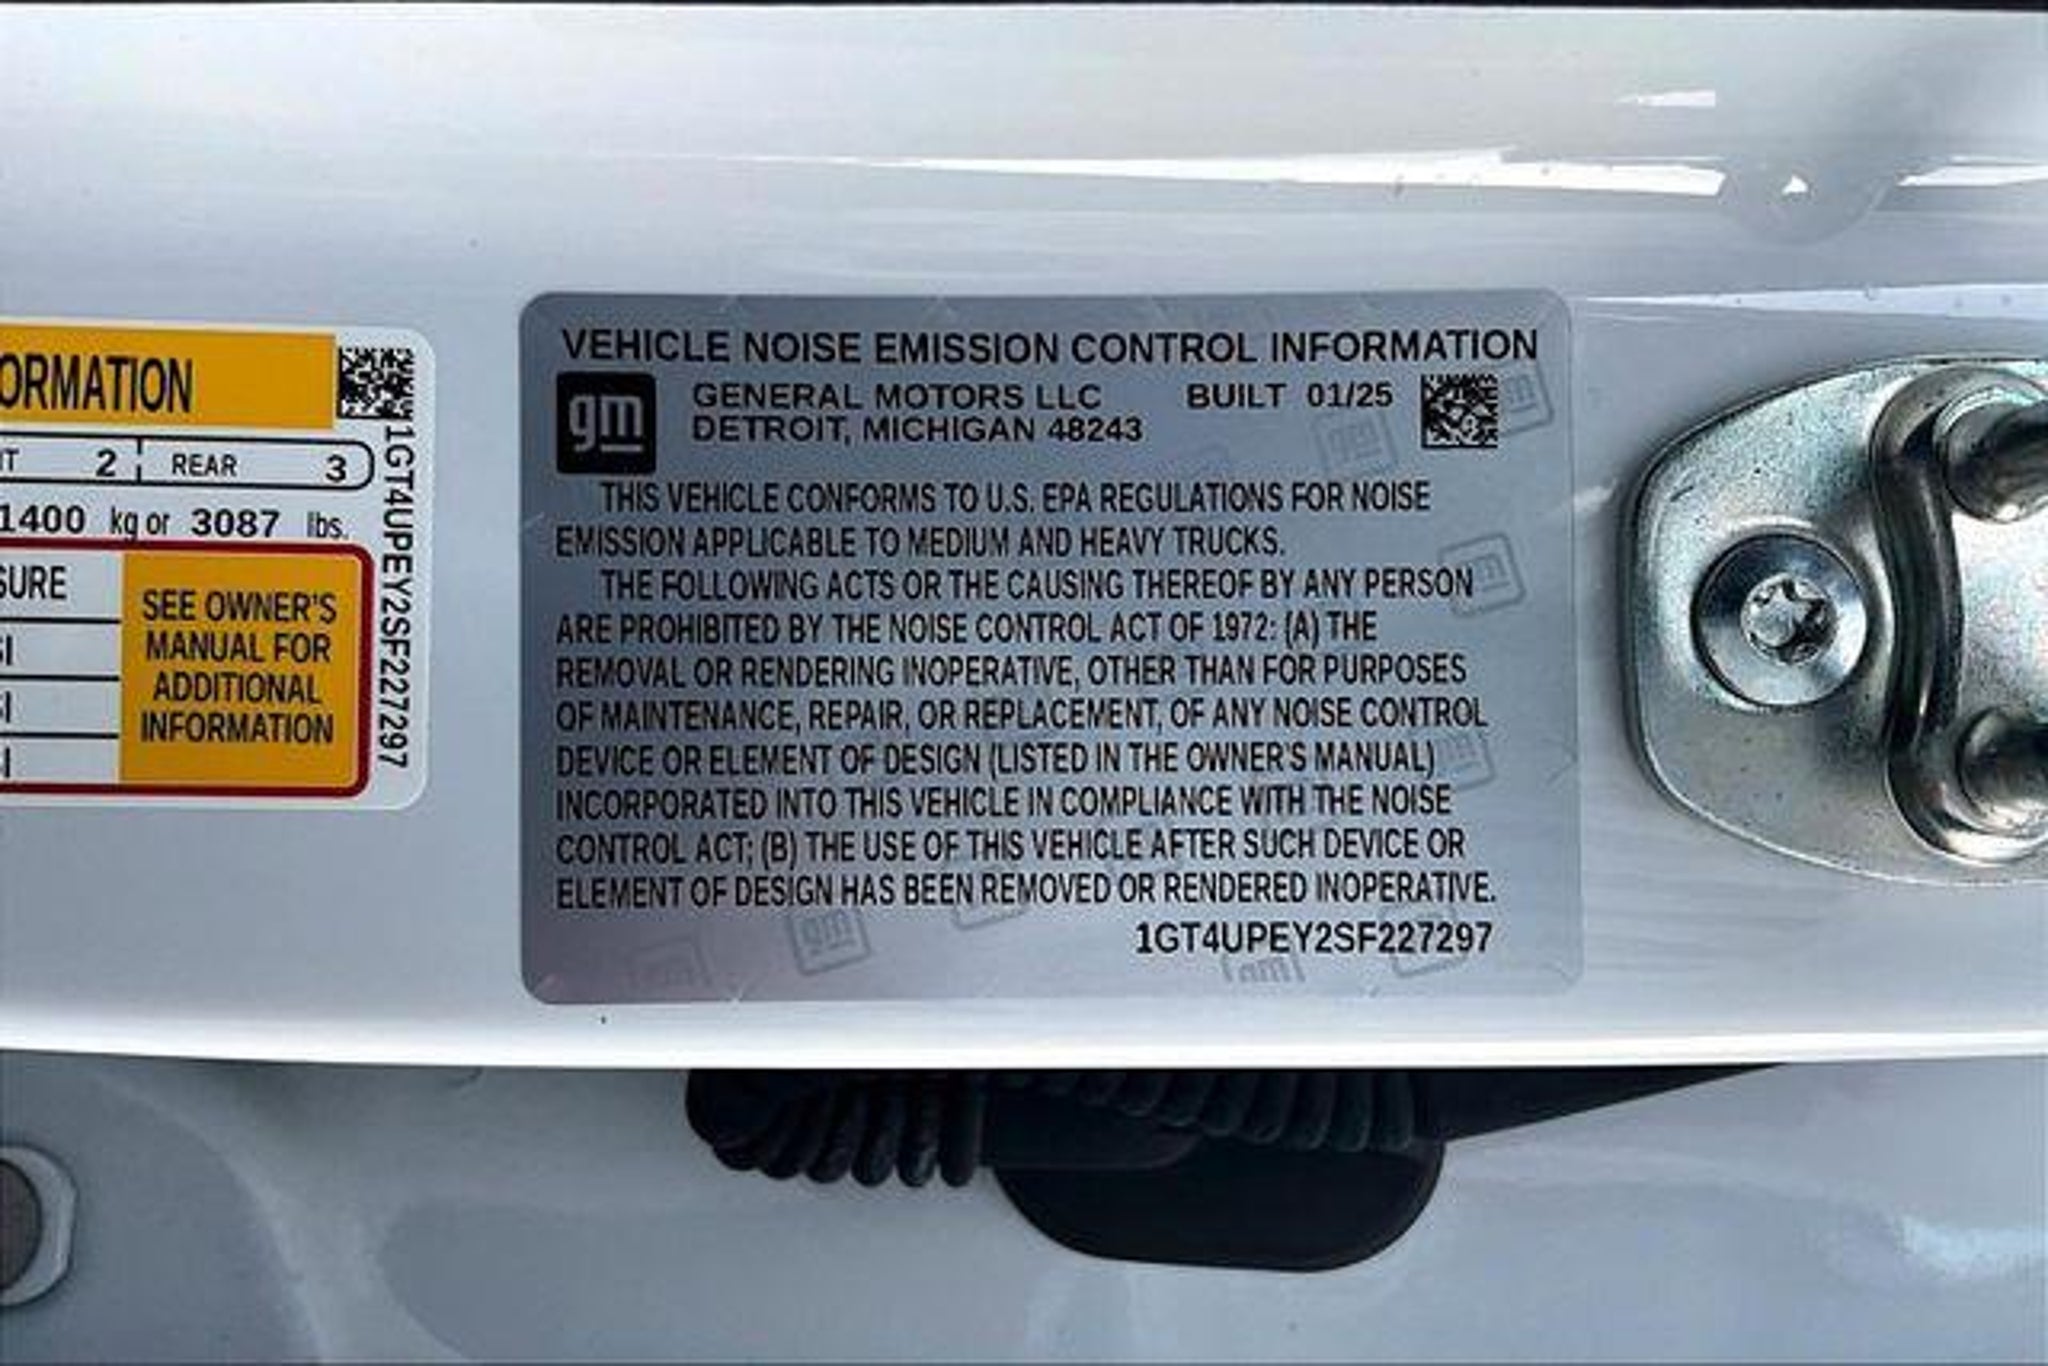 ORMATION
2 REAR 3
1400 kg or 3087 lbs.
SURE
SEE OWNER'S
MANUAL FOR
ADDITIONAL
INFORMATION
1GT4UPEY2SF227297
VEHICLE NOISE EMISSION CONTROL INFORMATION
gm
GENERAL MOTORS LLC BUILT 01/25
DETROIT, MICHIGAN 48243
THIS VEHICLE CONFORMS TO U.S. EPA REGULATIONS FOR NOISE
EMISSION APPLICABLE TO MEDIUM AND HEAVY TRUCKS.
THE FOLLOWING ACTS OR THE CAUSING THEREOF BY ANY PERSON
ARE PROHIBITED BY THE NOISE CONTROL ACT OF 1972: (A) THE
REMOVAL OR RENDERING INOPERATIVE, OTHER THAN FOR PURPOSES
OF MAINTENANCE, REPAIR, OR REPLACEMENT, OF ANY NOISE CONTROL
DEVICE OR ELEMENT OF DESIGN (LISTED IN THE OWNER'S MANUAL)
INCORPORATED INTO THIS VEHICLE IN COMPLIANCE WITH THE NOISE
CONTROL ACT; (B) THE USE OF THIS VEHICLE AFTER SUCH DEVICE OR
ELEMENT OF DESIGN HAS BEEN REMOVED OR RENDERED INOPERATIVE.
1GT4UPEY2SF227297